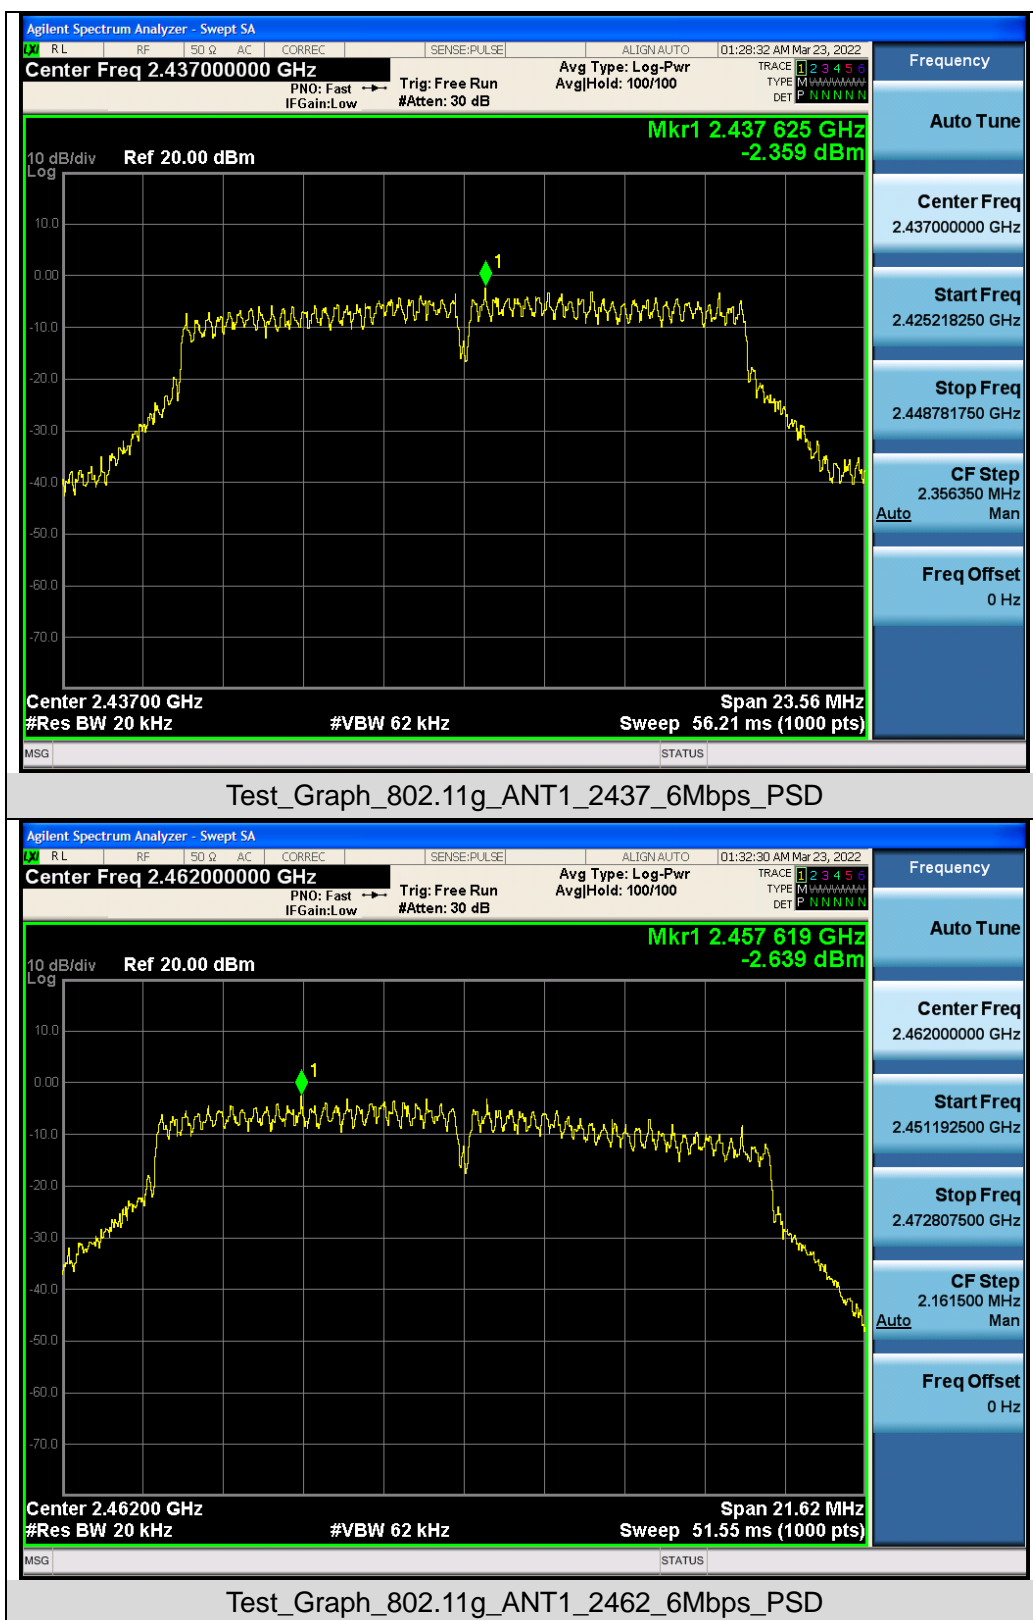 Agilent Spectrum Analyzer - Swept SA
LXI RL RF 50 Ω AC CORREC SENSE:PULSE ALIGN AUTO 01:28:32 AM Mar 23, 2022
Center Freq 2.437000000 GHz
PNO: Fast
IFGain:Low
Trig: Free Run
#Atten: 30 dB
Avg Type: Log-Pwr
Avg|Hold: 100/100
TRACE 1 2 3 4 5 6
TYPE M
DET P N N N N N
Frequency
Mkr1 2.437 625 GHz
-2.359 dBm
10 dB/div Ref 20.00 dBm
Log
10.0
0.00
-10.0
-20.0
-30.0
-40.0
-50.0
-60.0
-70.0
1
Center 2.43700 GHz Span 23.56 MHz
#Res BW 20 kHz #VBW 62 kHz Sweep 56.21 ms (1000 pts)
MSG STATUS
Auto Tune
Center Freq
2.437000000 GHz
Start Freq
2.425218250 GHz
Stop Freq
2.448781750 GHz
CF Step
2.356350 MHz
Auto Man
Freq Offset
0 Hz
Test_Graph_802.11g_ANT1_2437_6Mbps_PSD
Agilent Spectrum Analyzer - Swept SA
LXI RL RF 50 Ω AC CORREC SENSE:PULSE ALIGN AUTO 01:32:30 AM Mar 23, 2022
Center Freq 2.462000000 GHz
PNO: Fast
IFGain:Low
Trig: Free Run
#Atten: 30 dB
Avg Type: Log-Pwr
Avg|Hold: 100/100
TRACE 1 2 3 4 5 6
TYPE M
DET P N N N N N
Frequency
Mkr1 2.457 619 GHz
-2.639 dBm
10 dB/div Ref 20.00 dBm
Log
10.0
0.00
-10.0
-20.0
-30.0
-40.0
-50.0
-60.0
-70.0
1
Center 2.46200 GHz Span 21.62 MHz
#Res BW 20 kHz #VBW 62 kHz Sweep 51.55 ms (1000 pts)
MSG STATUS
Auto Tune
Center Freq
2.462000000 GHz
Start Freq
2.451192500 GHz
Stop Freq
2.472807500 GHz
CF Step
2.161500 MHz
Auto Man
Freq Offset
0 Hz
Test_Graph_802.11g_ANT1_2462_6Mbps_PSD